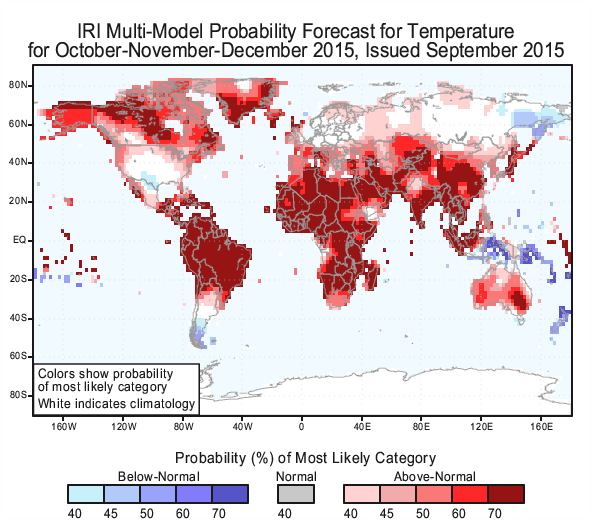 IRI Multi-Model Probability Forecast for Temperature
for October-November-December 2015, Issued September 2015
80N
60N
40N
20N
EQ
20S
40S
60S
80S
Colors show probability
of most likely category
White indicates climatology
160W 120W 80W 40W 0 40E 80E 120E 160E
Probability (%) of Most Likely Category
Below-Normal Normal Above-Normal
40 45 50 60 70 40 40 45 50 60 70